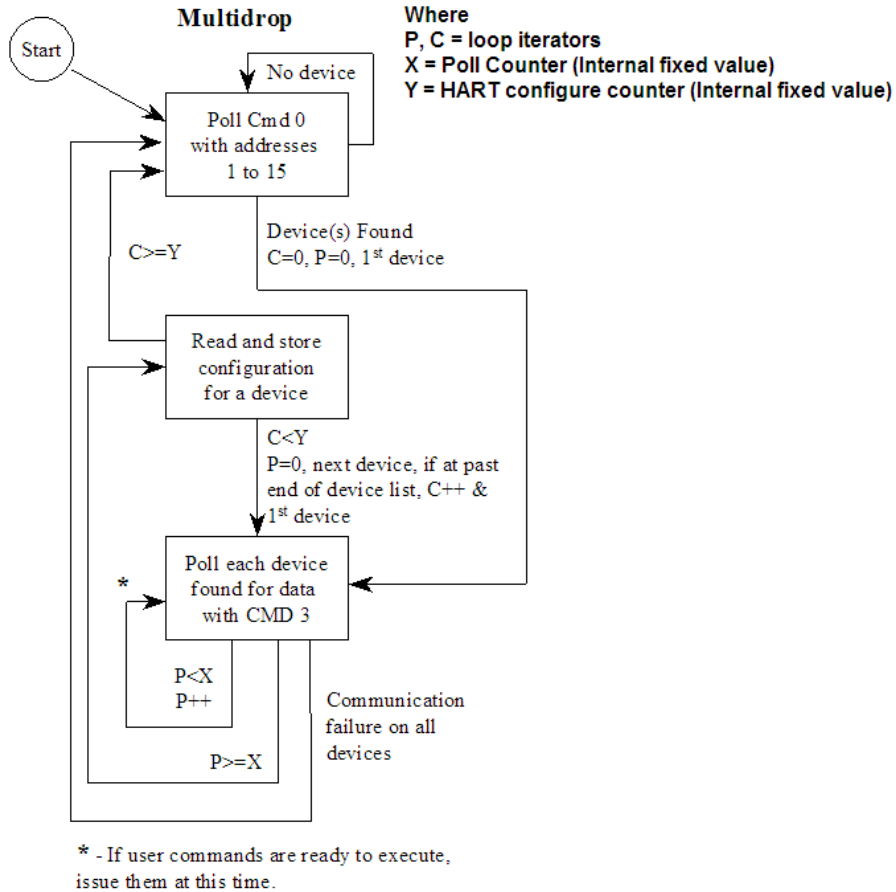 Multidrop
Where
P, C = loop iterators
X = Poll Counter (Internal fixed value)
Y = HART configure counter (Internal fixed value)
Start
No device
Poll Cmd 0
with addresses
1 to 15
Device(s) Found
C=0, P=0, 1st device
C>=Y
Read and store
configuration
for a device
C<Y
P=0, next device, if at past
end of device list, C++ &
1st device
Poll each device
found for data
with CMD 3
*
P<X
P++
Communication
failure on all
devices
P>=X
* - If user commands are ready to execute,
issue them at this time.